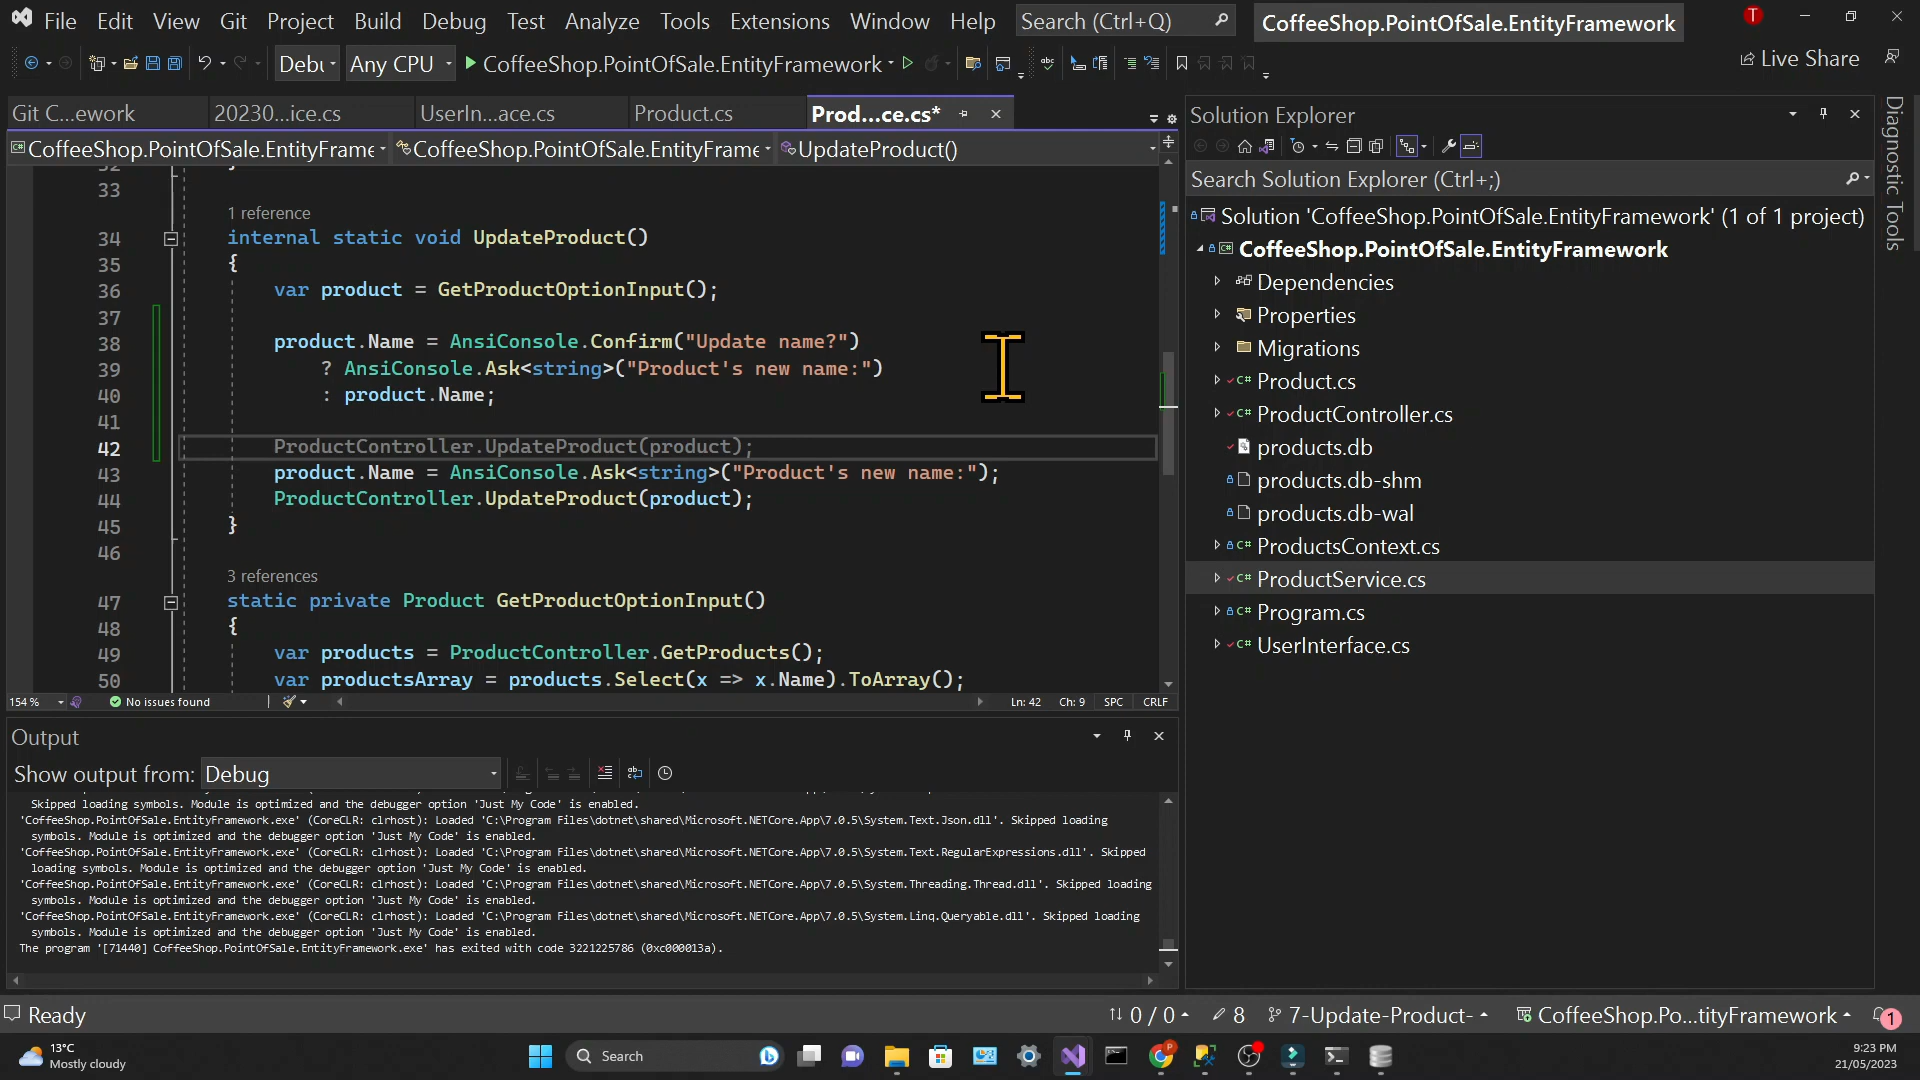 File Edit View Git Project Build Debug Test Analyze Tools Extensions Window Help Search (Ctrl+Q) CoffeeShop.PointOfSale.EntityFramework
Any CPU CoffeeShop.PointOfSale.EntityFramework Live Share
Git C...ework 20230...ice.cs UserIn...ace.cs Product.cs Prod...ce.cs*
CoffeeShop.PointOfSale.EntityFrame CoffeeShop.PointOfSale.EntityFrame UpdateProduct()
33
1 reference
34 internal static void UpdateProduct()
35 {
36 var product = GetProductOptionInput();
37
38 product.Name = AnsiConsole.Confirm("Update name?")
39 ? AnsiConsole.Ask<string>("Product's new name:")
40 : product.Name;
41
42 ProductController.UpdateProduct(product);
43 product.Name = AnsiConsole.Ask<string>("Product's new name:");
44 ProductController.UpdateProduct(product);
45 }
46
3 references
47 static private Product GetProductOptionInput()
48 {
49 var products = ProductController.GetProducts();
50 var productsArray = products.Select(x => x.Name).ToArray();
154 % No issues found Ln: 42 Ch: 9 SPC CRLF
Output
Show output from: Debug
Skipped loading symbols. Module is optimized and the debugger option 'Just My Code' is enabled.
'CoffeeShop.PointOfSale.EntityFramework.exe' (CoreCLR: clrhost): Loaded 'C:\Program Files\dotnet\shared\Microsoft.NETCore.App\7.0.5\System.Text.Json.dll'. Skipped loading
symbols. Module is optimized and the debugger option 'Just My Code' is enabled.
'CoffeeShop.PointOfSale.EntityFramework.exe' (CoreCLR: clrhost): Loaded 'C:\Program Files\dotnet\shared\Microsoft.NETCore.App\7.0.5\System.Text.RegularExpressions.dll'. Skipped
loading symbols. Module is optimized and the debugger option 'Just My Code' is enabled.
'CoffeeShop.PointOfSale.EntityFramework.exe' (CoreCLR: clrhost): Loaded 'C:\Program Files\dotnet\shared\Microsoft.NETCore.App\7.0.5\System.Threading.Thread.dll'. Skipped loading
symbols. Module is optimized and the debugger option 'Just My Code' is enabled.
'CoffeeShop.PointOfSale.EntityFramework.exe' (CoreCLR: clrhost): Loaded 'C:\Program Files\dotnet\shared\Microsoft.NETCore.App\7.0.5\System.Linq.Queryable.dll'. Skipped loading
symbols. Module is optimized and the debugger option 'Just My Code' is enabled.
The program '[71440] CoffeeShop.PointOfSale.EntityFramework.exe' has exited with code 3221225786 (0xc000013a).
Solution Explorer
Search Solution Explorer (Ctrl+;)
Solution 'CoffeeShop.PointOfSale.EntityFramework' (1 of 1 project)
CoffeeShop.PointOfSale.EntityFramework
Dependencies
Properties
Migrations
Product.cs
ProductController.cs
products.db
products.db-shm
products.db-wal
ProductsContext.cs
ProductService.cs
Program.cs
UserInterface.cs
Diagnostic Tools
Ready 0 / 0 8 7-Update-Product- CoffeeShop.Po...tityFramework 1
13°C
Mostly cloudy
Search
9:23 PM
21/05/2023